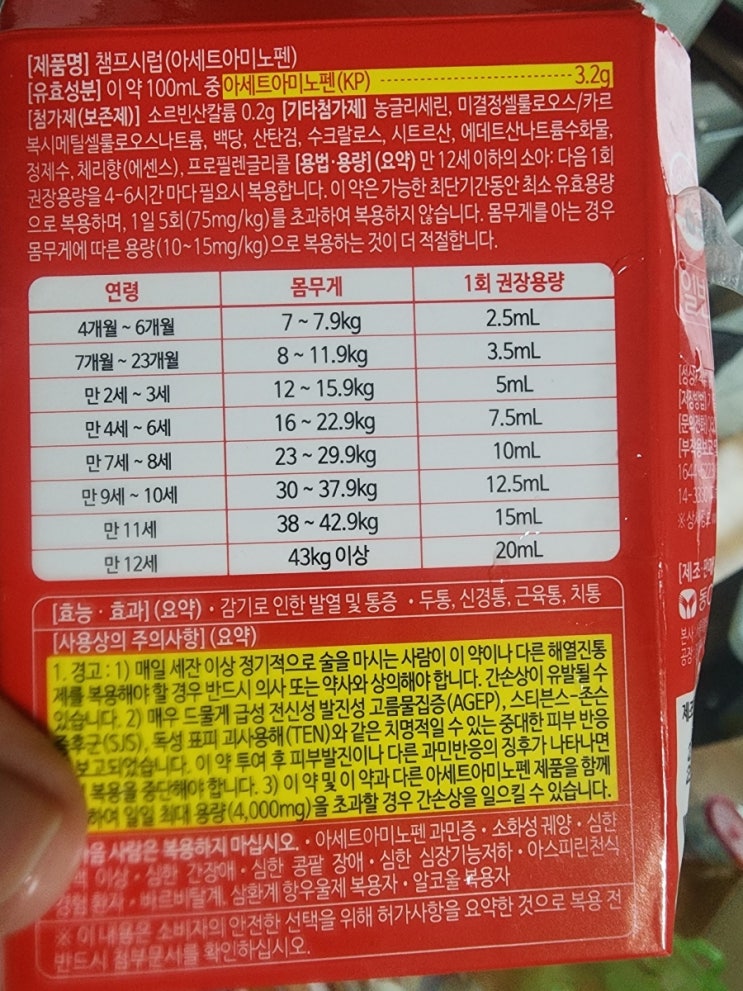 [제품명] 챔프시럽(아세트아미노펜)
[유효성분] 이 약 100mL 중 아세트아미노펜(KP) ---------------- 3.2g
[첨가제(보존제)] 소르빈산칼륨 0.2g [기타첨가제] 농글리세린, 미결정셀룰로오스/카르
복시메틸셀룰로오스나트륨, 백당, 산탄검, 수크랄로스, 시트르산, 에데트산나트륨수화물,
정제수, 체리향(에센스), 프로필렌글리콜 [용법·용량] (요약) 만 12세 이하의 소아: 다음 1회
권장용량을 4-6시간 마다 필요시 복용합니다. 이 약은 가능한 최단기간동안 최소 유효용량
으로 복용하며, 1일 5회(75mg/kg)를 초과하여 복용하지 않습니다. 몸무게를 아는 경우
몸무게에 따른 용량(10~15mg/kg)으로 복용하는 것이 더 적절합니다.
연령 몸무게 1회 권장용량
4개월 ~ 6개월 7 ~ 7.9kg 2.5mL
7개월 ~ 23개월 8 ~ 11.9kg 3.5mL
만 2세 ~ 3세 12 ~ 15.9kg 5mL
만 4세 ~ 6세 16 ~ 22.9kg 7.5mL
만 7세 ~ 8세 23 ~ 29.9kg 10mL
만 9세 ~ 10세 30 ~ 37.9kg 12.5mL
만 11세 38 ~ 42.9kg 15mL
만 12세 43kg 이상 20mL
[효능·효과] (요약) • 감기로 인한 발열 및 통증 • 두통, 신경통, 근육통, 치통
[사용상의 주의사항] (요약)
1. 경고 : 1) 매일 세잔 이상 정기적으로 술을 마시는 사람이 이 약이나 다른 해열진통
제를 복용해야 할 경우 반드시 의사 또는 약사와 상의해야 합니다. 간손상이 유발될 수
있습니다. 2) 매우 드물게 급성 전신성 발진성 고름물집증(AGEP), 스티븐스-존슨
증후군(SJS), 독성 표피 괴사용해(TEN)와 같은 치명적일 수 있는 중대한 피부 반응
보고되었습니다. 이 약 투여 후 피부발진이나 다른 과민반응의 징후가 나타나면
복용을 중단해야 합니다. 3) 이 약 및 이 약과 다른 아세트아미노펜 제품을 함께
하여 일일 최대 용량(4,000mg)을 초과할 경우 간손상을 일으킬 수 있습니다.
사람은 복용하지 마십시오. • 아세트아미노펜 과민증 • 소화성 궤양 • 심한
이상 • 심한 간장애 • 심한 콩팥 장애 • 심한 심장기능저하 • 아스피린 천식
경험 환자 • 바르비탈계, 삼환계 항우울제 복용자 • 알코올 복용자
※ 이 내용은 소비자의 안전한 선택을 위해 허가사항을 요약한 것으로 복용 전
반드시 첨부문서를 확인하십시오.